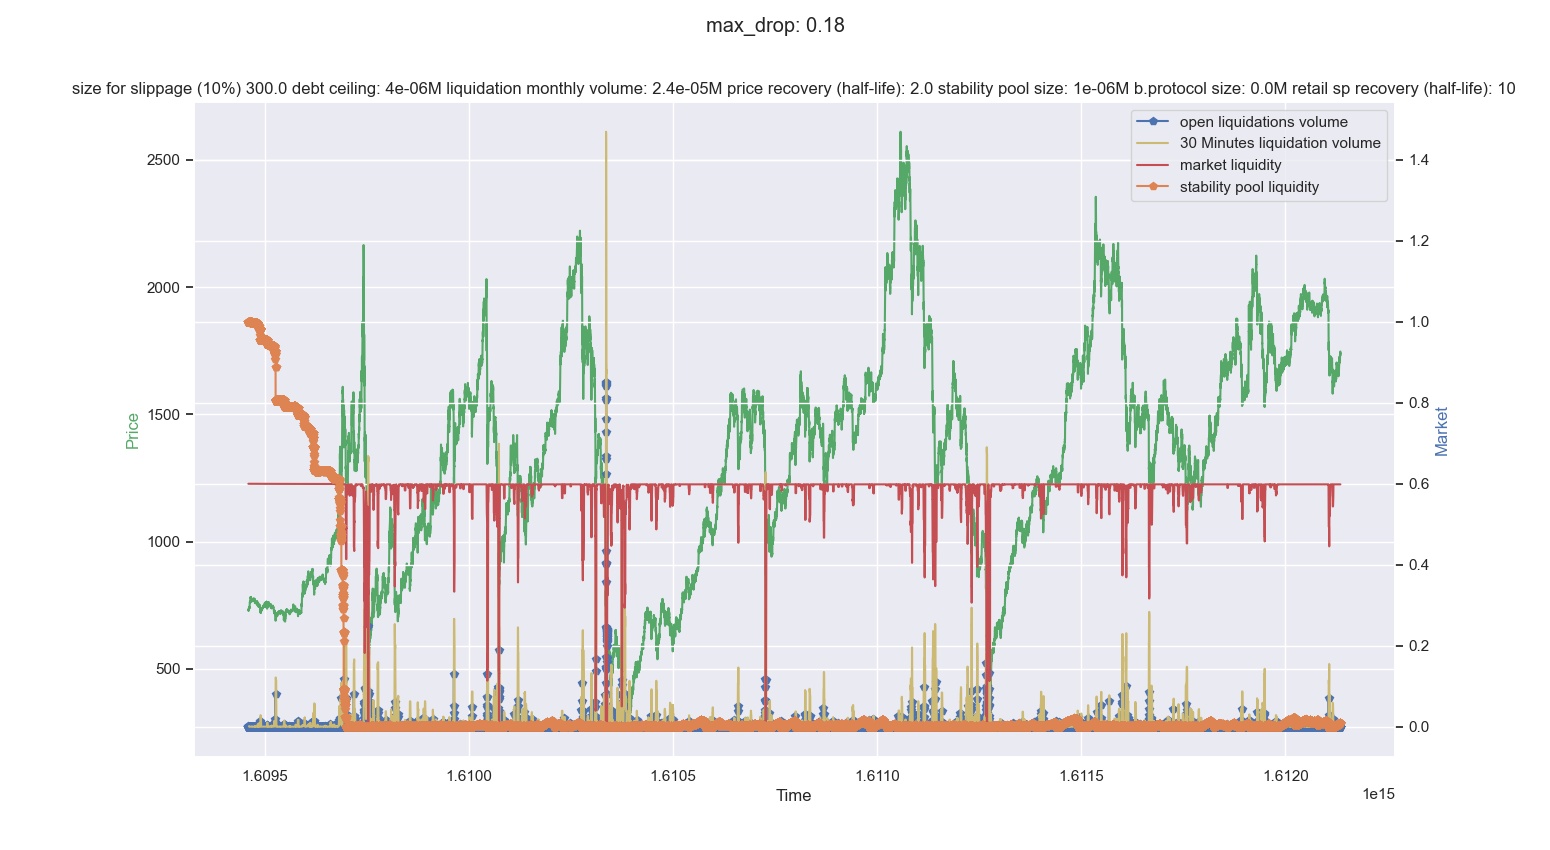 max_drop: 0.18
size for slippage (10%) 300.0 debt ceiling: 4e-06M liquidation monthly volume: 2.4e-05M price recovery (half-life): 2.0 stability pool size: 1e-06M b.protocol size: 0.0M retail sp recovery (half-life): 10
open liquidations volume
30 Minutes liquidation volume
market liquidity
stability pool liquidity
2500
2000
1500
1000
500
Price
1.4
1.2
1.0
0.8
0.6
0.4
0.2
0.0
Market
1.6095
1.6100
1.6105
1.6110
1.6115
1.6120
1e15
Time